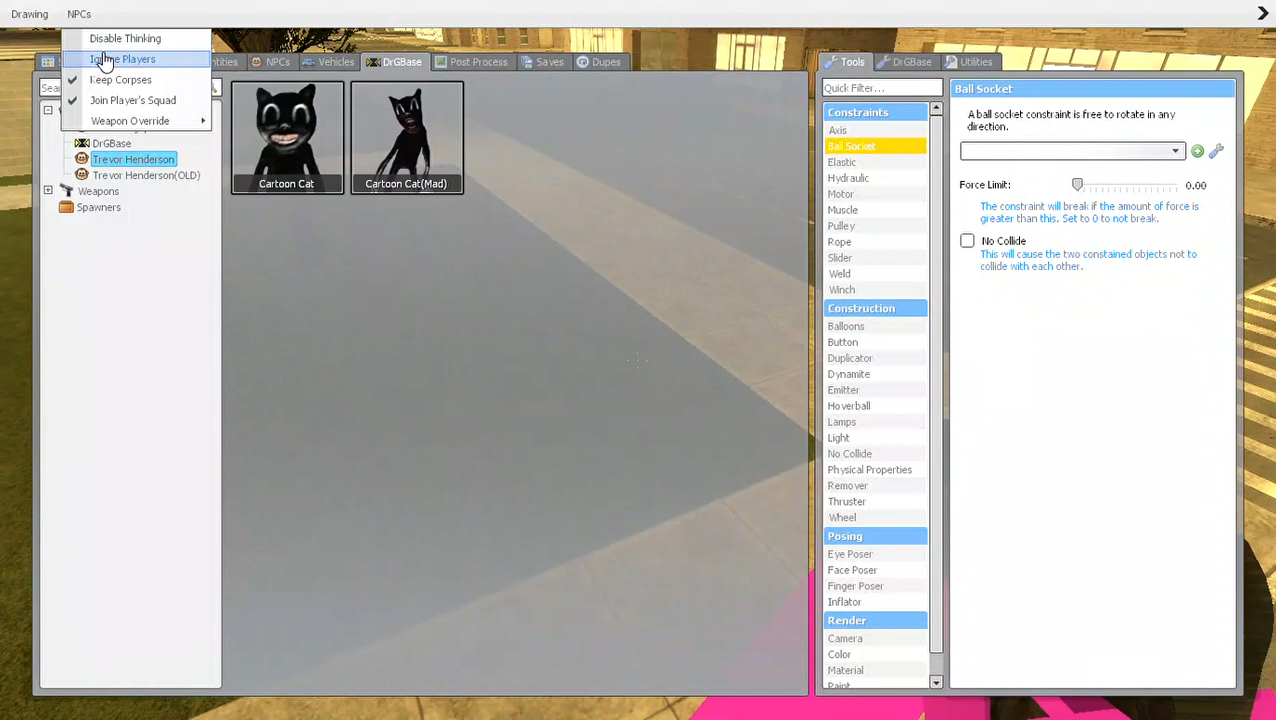 Drawing
NPCs
Disable Thinking
Players
Keep Corpses
Join Player's Squad
Weapon Override
NPCs
Vehicles
DrGBase
Post Process
Saves
Dupes
DrGBase
Trevor Henderson
Trevor Henderson(OLD)
Weapons
Spawners
Cartoon Cat
Cartoon Cat(Mad)
Tools
DrGBase
Utilities
Quick Filter...
Constraints
Axis
Ball Socket
Elastic
Hydraulic
Motor
Muscle
Pulley
Rope
Slider
Weld
Winch
Construction
Balloons
Button
Duplicator
Dynamite
Emitter
Hoverball
Lamps
Light
No Collide
Physical Properties
Remover
Thruster
Wheel
Posing
Eye Poser
Face Poser
Finger Poser
Inflator
Render
Camera
Color
Material
Ball Socket
A ball socket constraint is free to rotate in any
direction.
Force Limit:
0.00
The constraint will break if the amount of force is
greater than this. Set to 0 to not break.
No Collide
This will cause the two constained objects not to
collide with each other.